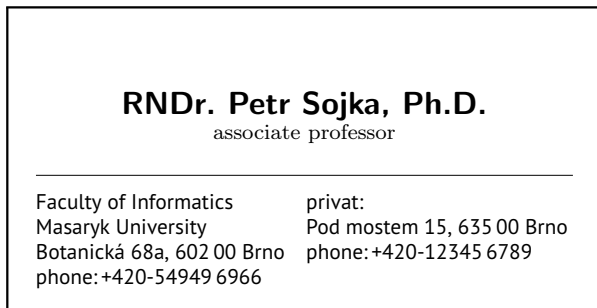 RNDr. Petr Sojka, Ph.D.
associate professor
Faculty of Informatics
Masaryk University
Botanická 68a, 602 00 Brno
phone: +420-54949 6966
privat:
Pod mostem 15, 635 00 Brno
phone: +420-12345 6789